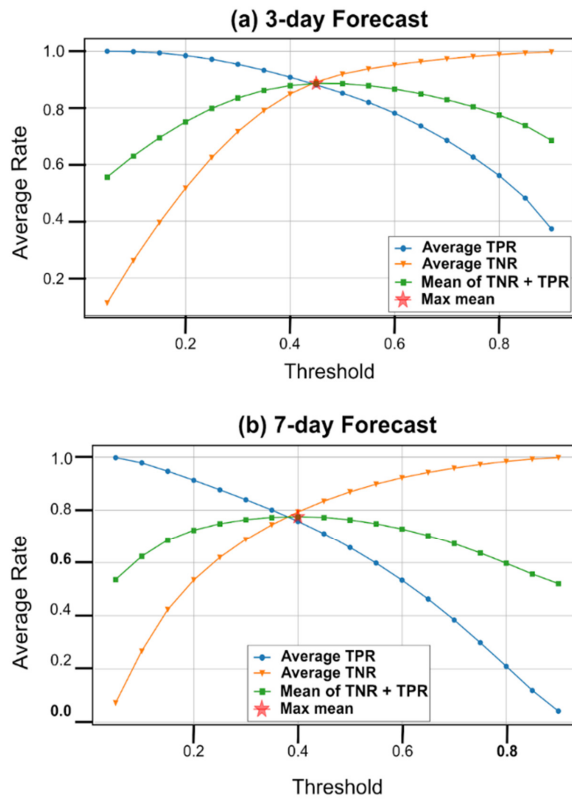 (a) 3-day Forecast
1.0
0.8
0.6
0.4
0.2
Average Rate
Average TPR
Average TNR
Mean of TNR + TPR
Max mean
0.2 0.4 0.6 0.8
Threshold
(b) 7-day Forecast
1.0
0.8
0.6
0.4
0.2
0.0
Average Rate
Average TPR
Average TNR
Mean of TNR + TPR
Max mean
0.2 0.4 0.6 0.8
Threshold